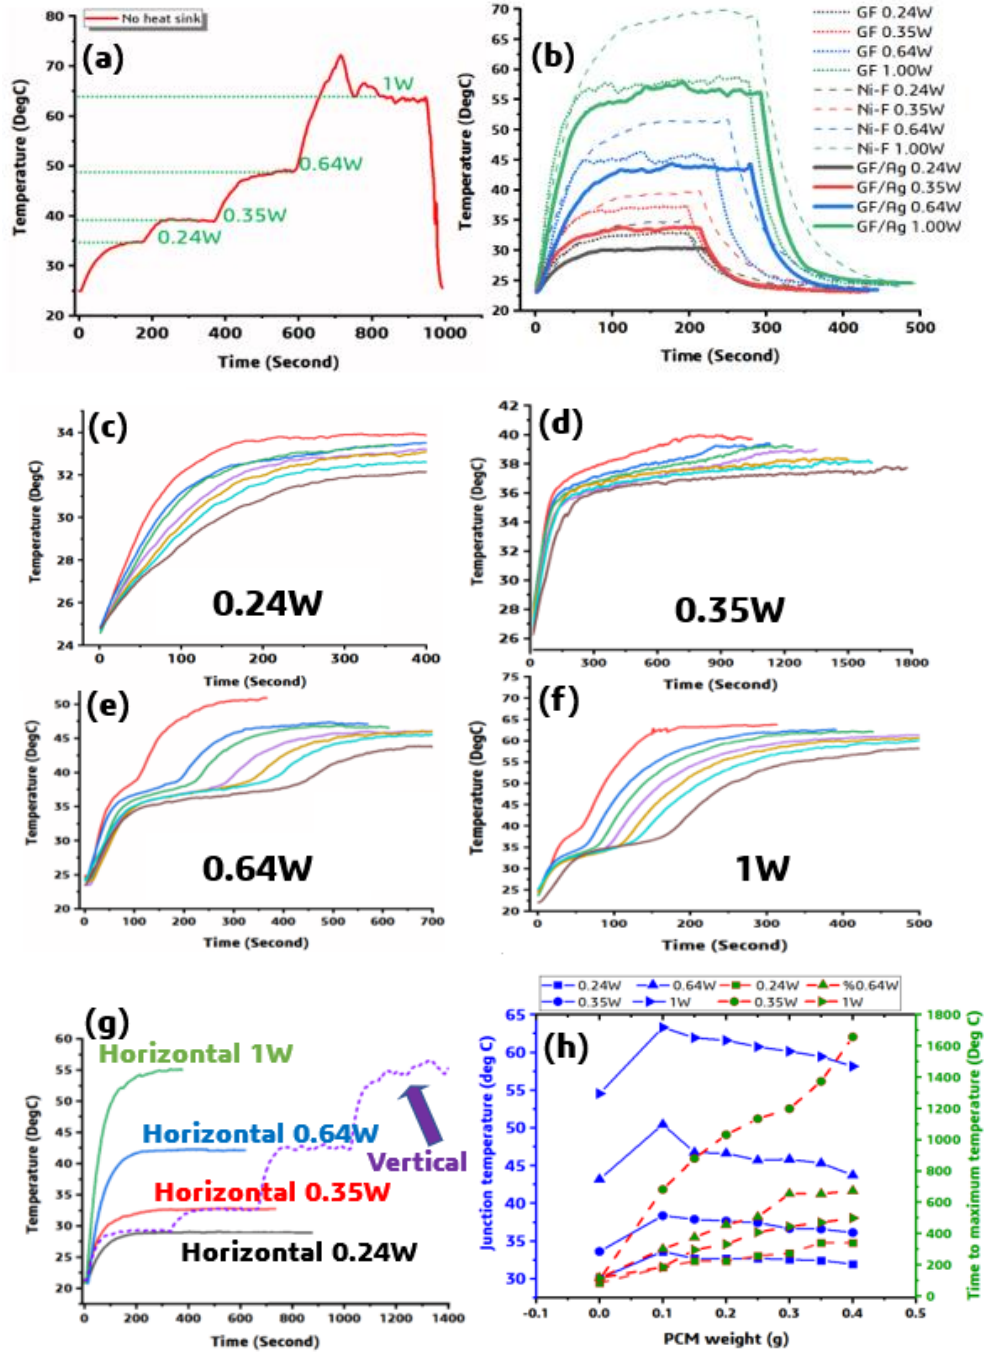 (a)
No heat sink
1W
0.64W
0.35W
0.24W
Temperature (DegC)
80
70
60
50
40
30
20
0
200
400
600
800
1000
Time (Second)
(b)
GF 0.24W
GF 0.35W
GF 0.64W
GF 1.00W
Ni-F 0.24W
Ni-F 0.35W
Ni-F 0.64W
Ni-F 1.00W
GF/Ag 0.24W
GF/Ag 0.35W
GF/Ag 0.64W
GF/Ag 1.00W
Temperature (DegC)
70
65
60
55
50
45
40
35
30
25
20
0
100
200
300
400
500
Time (Second)
(c)
0.24W
Temperature (DegC)
34
32
30
28
26
24
0
100
200
300
400
Time (Second)
(d)
0.35W
Temperature (DegC)
42
40
38
36
34
32
30
28
26
0
300
600
900
1200
1500
1800
Time (Second)
(e)
0.64W
Temperature (DegC)
50
45
40
35
30
25
20
0
100
200
300
400
500
600
700
Time (Second)
(f)
1W
Temperature (DegC)
75
70
65
60
55
50
45
40
35
30
25
20
0
100
200
300
400
500
Time (Second)
(g)
Horizontal 1W
Horizontal 0.64W
Vertical
Horizontal 0.35W
Horizontal 0.24W
Temperature (DegC)
60
55
50
45
40
35
30
25
20
0
200
400
600
800
1000
1200
1400
Time (Second)
0.24W
0.64W
0.24W
%0.64W
0.35W
1W
0.35W
1W
(h)
Junction temperature (deg C)
65
60
55
50
45
40
35
30
Time to maximum temperature (Deg C)
1800
1600
1400
1200
1000
800
600
400
200
0
-0.1
0.0
0.1
0.2
0.3
0.4
0.5
PCM weight (g)